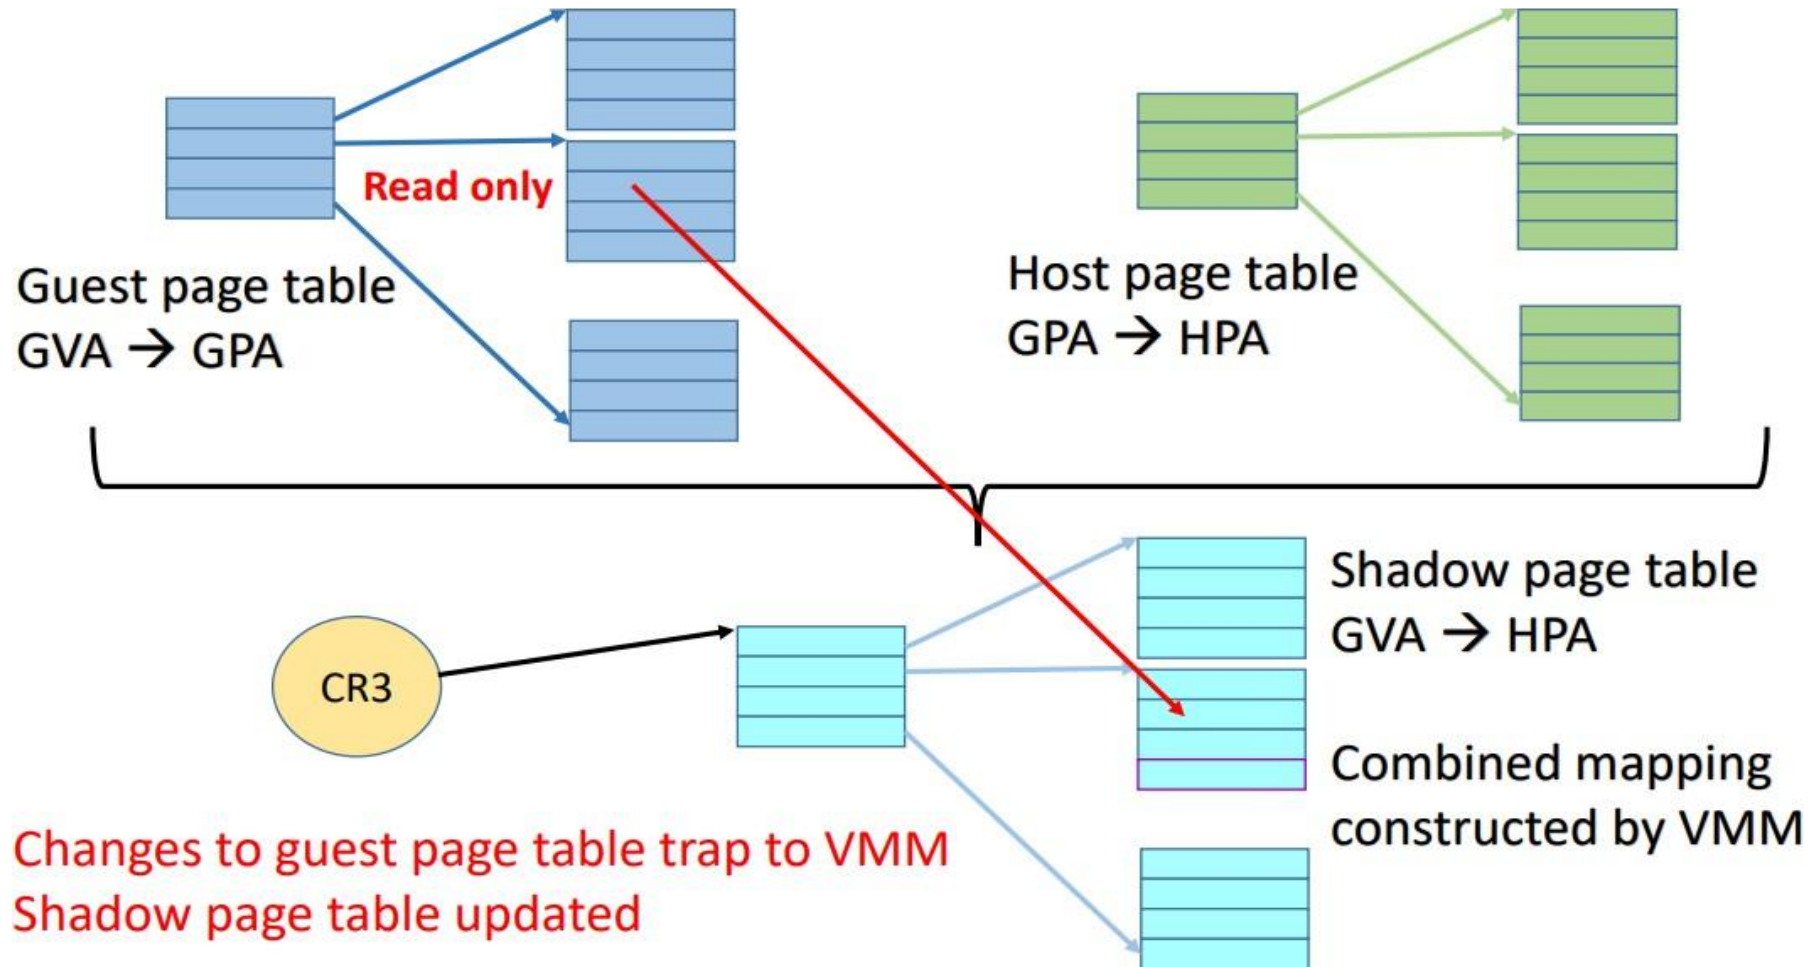 Read only
Guest page table
GVA → GPA
Host page table
GPA → HPA
Shadow page table
GVA → HPA
CR3
Combined mapping
constructed by VMM
Changes to guest page table trap to VMM
Shadow page table updated